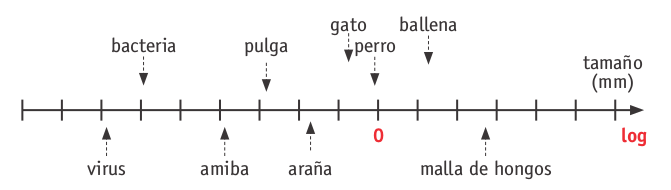 gato
ballena
bacteria
pulga
perro
tamaño
(mm)
0
log
virus
amiba
araña
malla de hongos